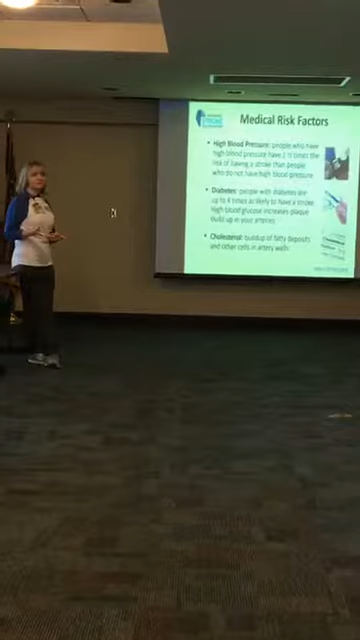 Medical Risk Factors
• High Blood Pressure: people who have
high blood pressure have 1 ½ times the
risk of having a stroke than people
who do not have high blood pressure
• Diabetes: people with diabetes are
up to 4 times as likely to have a stroke
High blood glucose increases plaque
build up in your arteries
• Cholesterol: buildup of fatty deposits
and other cells in artery walls